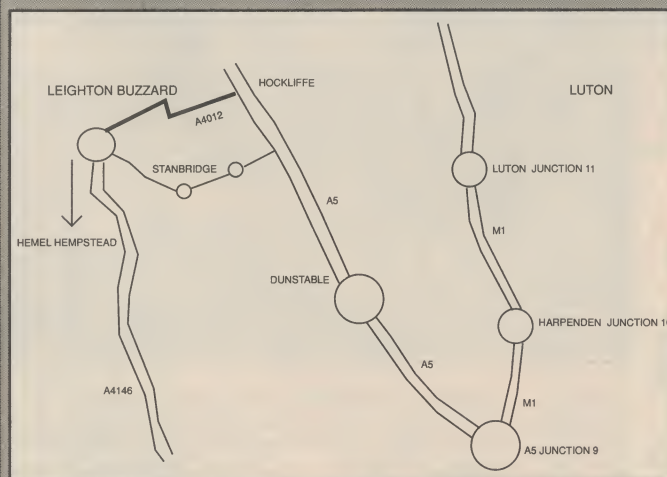 HOCKLIFFE
LEIGHTON BUZZARD
LUTON
A4012
STANBRIDGE
LUTON JUNCTION 11
A5
M1
HEMEL HEMPSTEAD
DUNSTABLE
HARPENDEN JUNCTION
A5
A4146
M1
A5 JUNCTION 9